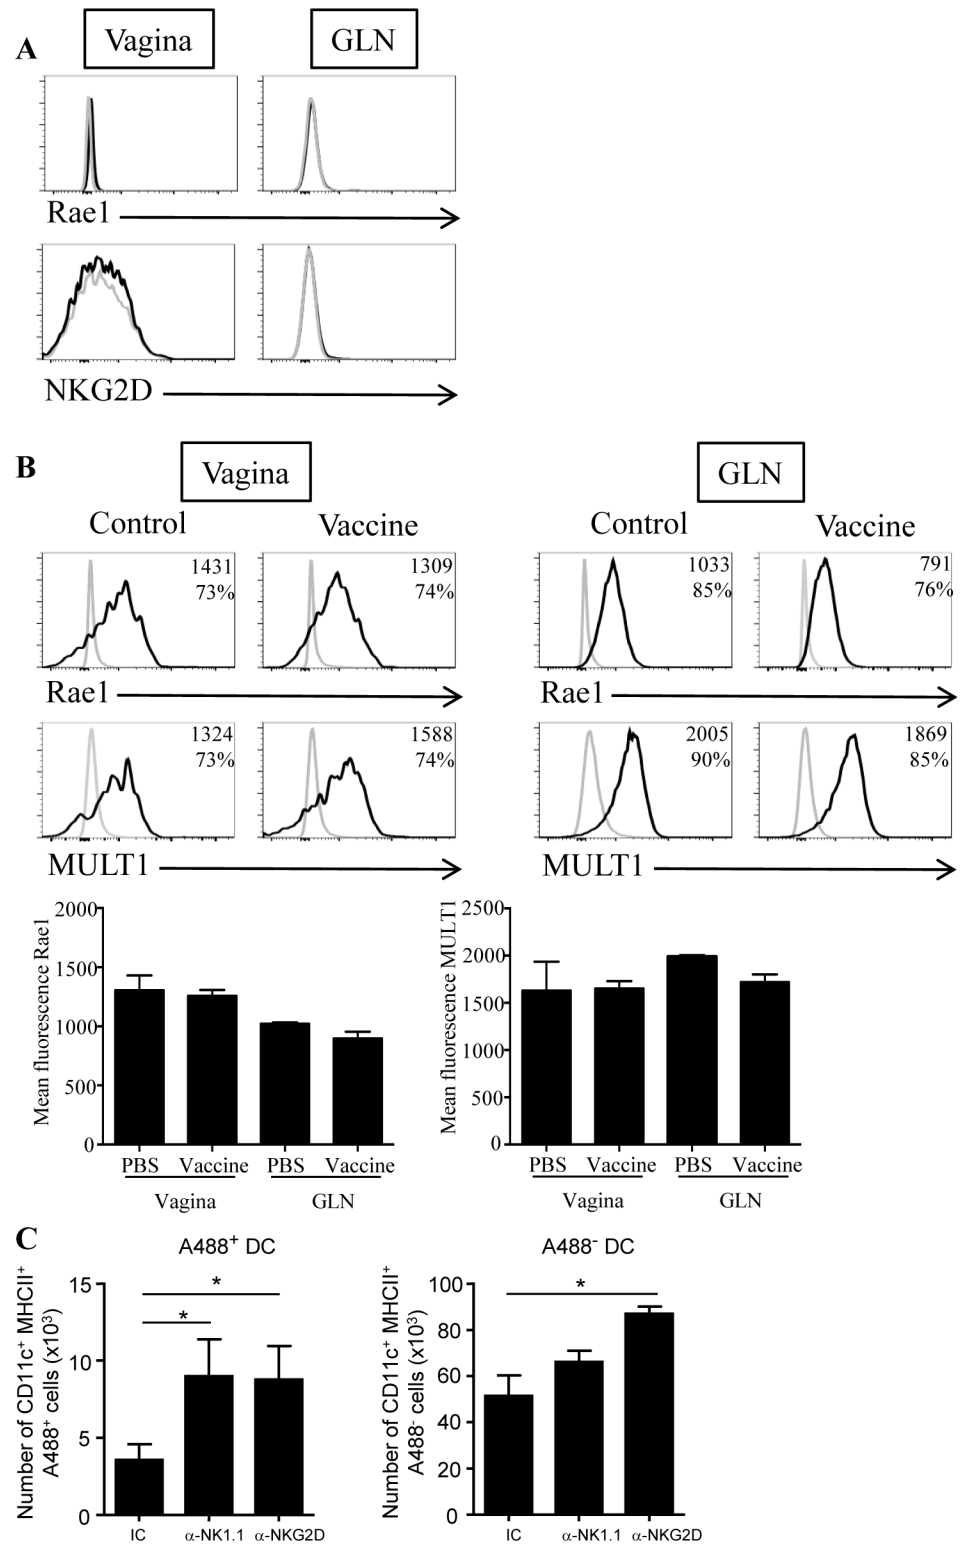 A
Vagina GLN
Rae1
NKG2D
B
Vagina GLN
Control Vaccine Control Vaccine
1431 1309 1033 791
73% 74% 85% 76%
Rae1 Rae1
1324 1588 2005 1869
73% 74% 90% 85%
MULT1 MULT1
Mean fluorescence Rae1
2000
1500
1000
500
0
PBS Vaccine PBS Vaccine
Vagina GLN
Mean fluorescence MULT1
2500
2000
1500
1000
500
0
PBS Vaccine PBS Vaccine
Vagina GLN
C
A488⁺ DC
Number of CD11c⁺ MHCII⁺
A488⁺ cells (x10³)
15
10
5
0
*
*
IC α-NK1.1 α-NKG2D
A488⁻ DC
Number of CD11c⁺ MHCII⁺
A488⁻ cells (x10³)
100
80
60
40
20
0
*
IC α-NK1.1 α-NKG2D